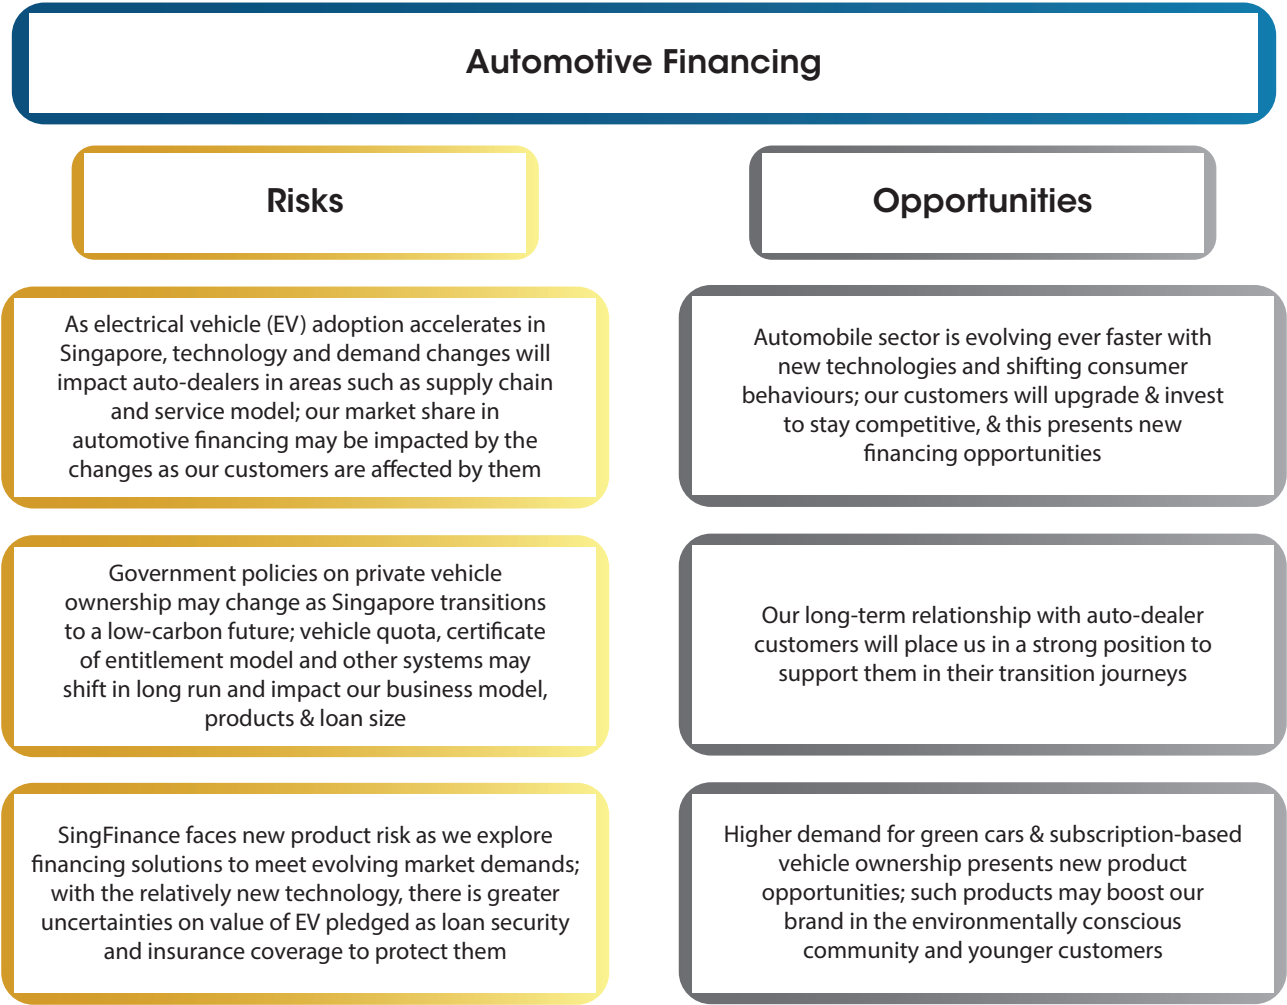 Automotive Financing
Risks
As electrical vehicle (EV) adoption accelerates in
Singapore, technology and demand changes will
impact auto-dealers in areas such as supply chain
and service model; our market share in
automotive financing may be impacted by the
changes as our customers are affected by them
Government policies on private vehicle
ownership may change as Singapore transitions
to a low-carbon future; vehicle quota, certificate
of entitlement model and other systems may
shift in long run and impact our business model,
products & loan size
SingFinance faces new product risk as we explore
financing solutions to meet evolving market demands;
with the relatively new technology, there is greater
uncertainties on value of EV pledged as loan security
and insurance coverage to protect them
Opportunities
Automobile sector is evolving ever faster with
new technologies and shifting consumer
behaviours; our customers will upgrade & invest
to stay competitive, & this presents new
financing opportunities
Our long-term relationship with auto-dealer
customers will place us in a strong position to
support them in their transition journeys
Higher demand for green cars & subscription-based
vehicle ownership presents new product
opportunities; such products may boost our
brand in the environmentally conscious
community and younger customers